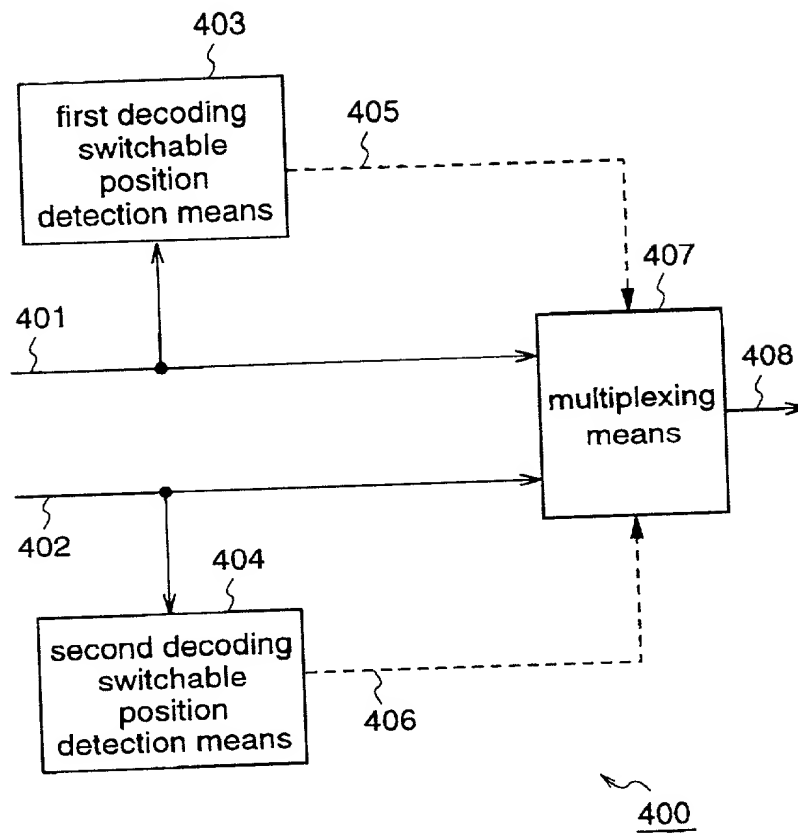 403
first decoding
switchable
position
detection means
405
407
401
408
multiplexing
means
402
404
second decoding
switchable
position
detection means
406
400